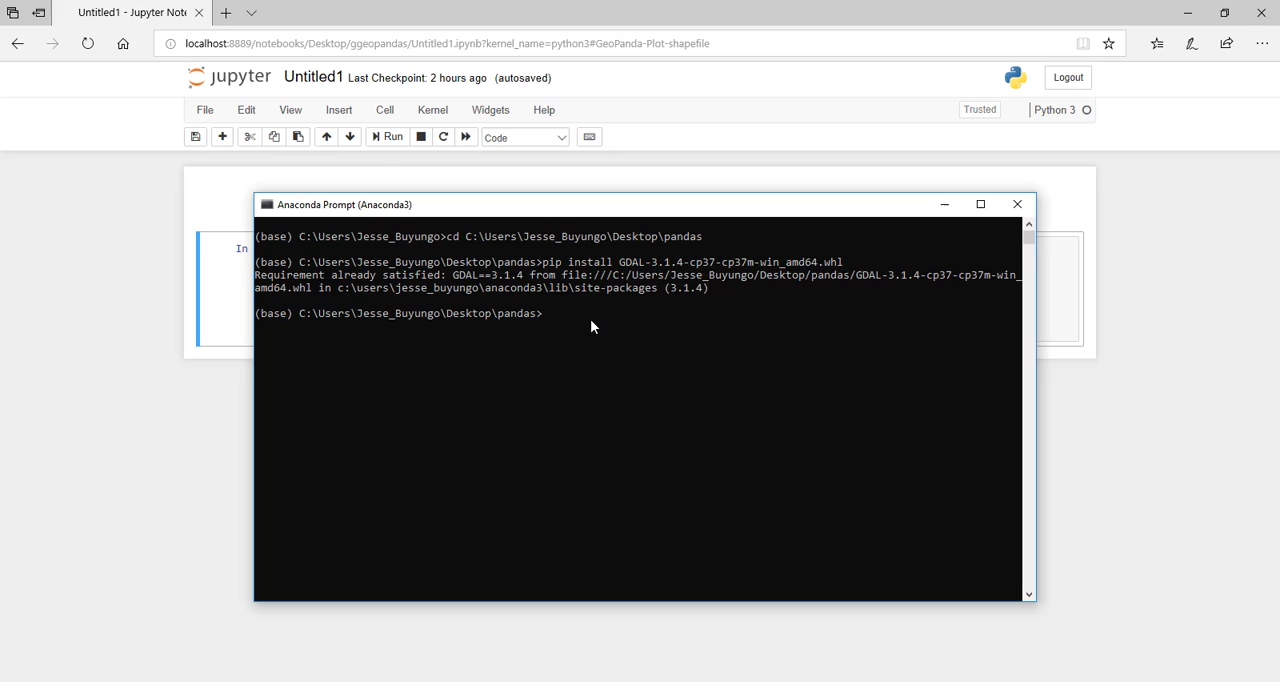 Untitled1 - Jupyter Note
localhost:8889/notebooks/Desktop/ggeopandas/Untitled1.ipynb?kernel_name=python3#GeoPanda-Plot-shapefile
jupyter Untitled1 Last Checkpoint: 2 hours ago (autosaved)
Logout
File Edit View Insert Cell Kernel Widgets Help
Trusted
Python 3
Run
Code
Anaconda Prompt (Anaconda3)
(base) C:\Users\Jesse_Buyungo>cd C:\Users\Jesse_Buyungo\Desktop\pandas
In
(base) C:\Users\Jesse_Buyungo\Desktop\pandas>pip install GDAL-3.1.4-cp37-cp37m-win_amd64.whl
Requirement already satisfied: GDAL==3.1.4 from file:///C:/Users/Jesse_Buyungo/Desktop/pandas/GDAL-3.1.4-cp37-cp37m-win_
amd64.whl in c:\users\jesse_buyungo\anaconda3\lib\site-packages (3.1.4)
(base) C:\Users\Jesse_Buyungo\Desktop\pandas>